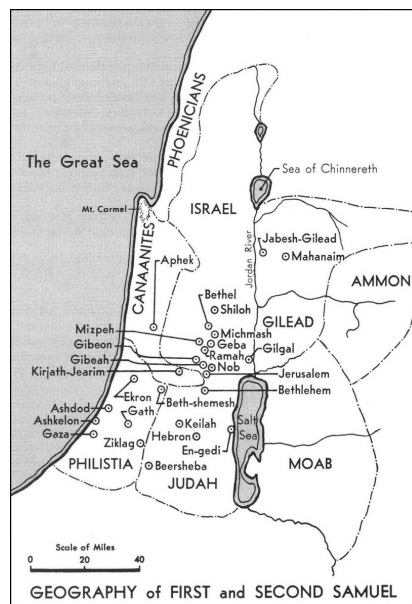 PHOENICIANS
The Great Sea
Sea of Chinnereth
Mt. Carmel
ISRAEL
CANAANITES
Aphek
Jordan River
Jabesh-Gilead
Mahanaim
AMMON
Bethel
Shiloh
GILEAD
Mizpeh
Michmash
Gibeon
Geba
Ramah
Gilgal
Gibeah
Nob
Kirjath-Jearim
Jerusalem
Bethlehem
Ekron
Beth-shemesh
Ashdod
Gath
Salt
Sea
Ashkelon
Keilah
Gaza
Hebron
Ziklag
En-gedi
PHILISTIA
Beersheba
MOAB
JUDAH
Scale of Miles
0 20 40
GEOGRAPHY of FIRST and SECOND SAMUEL